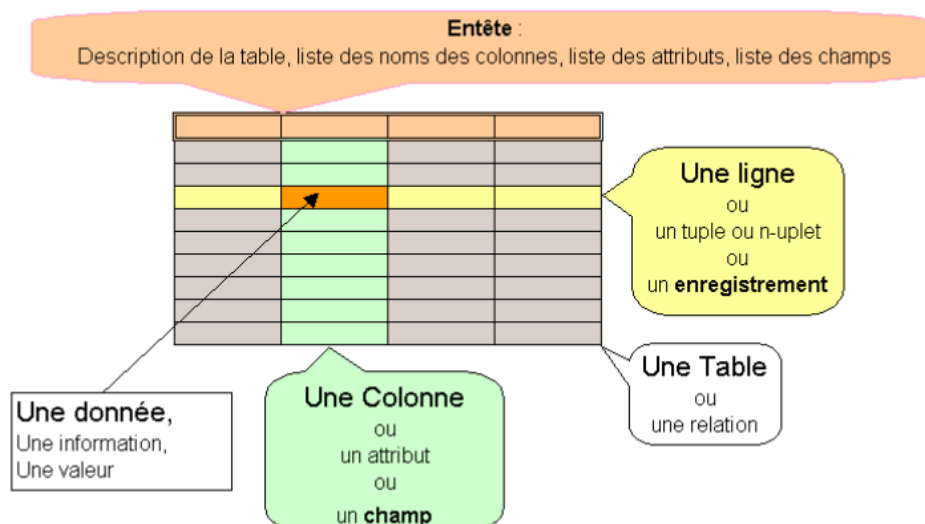 Entête :
Description de la table, liste des noms des colonnes, liste des attributs, liste des champs
Une ligne
ou
un tuple ou n-uplet
ou
un enregistrement
Une Table
ou
une relation
Une Colonne
ou
un attribut
ou
un champ
Une donnée,
Une information,
Une valeur